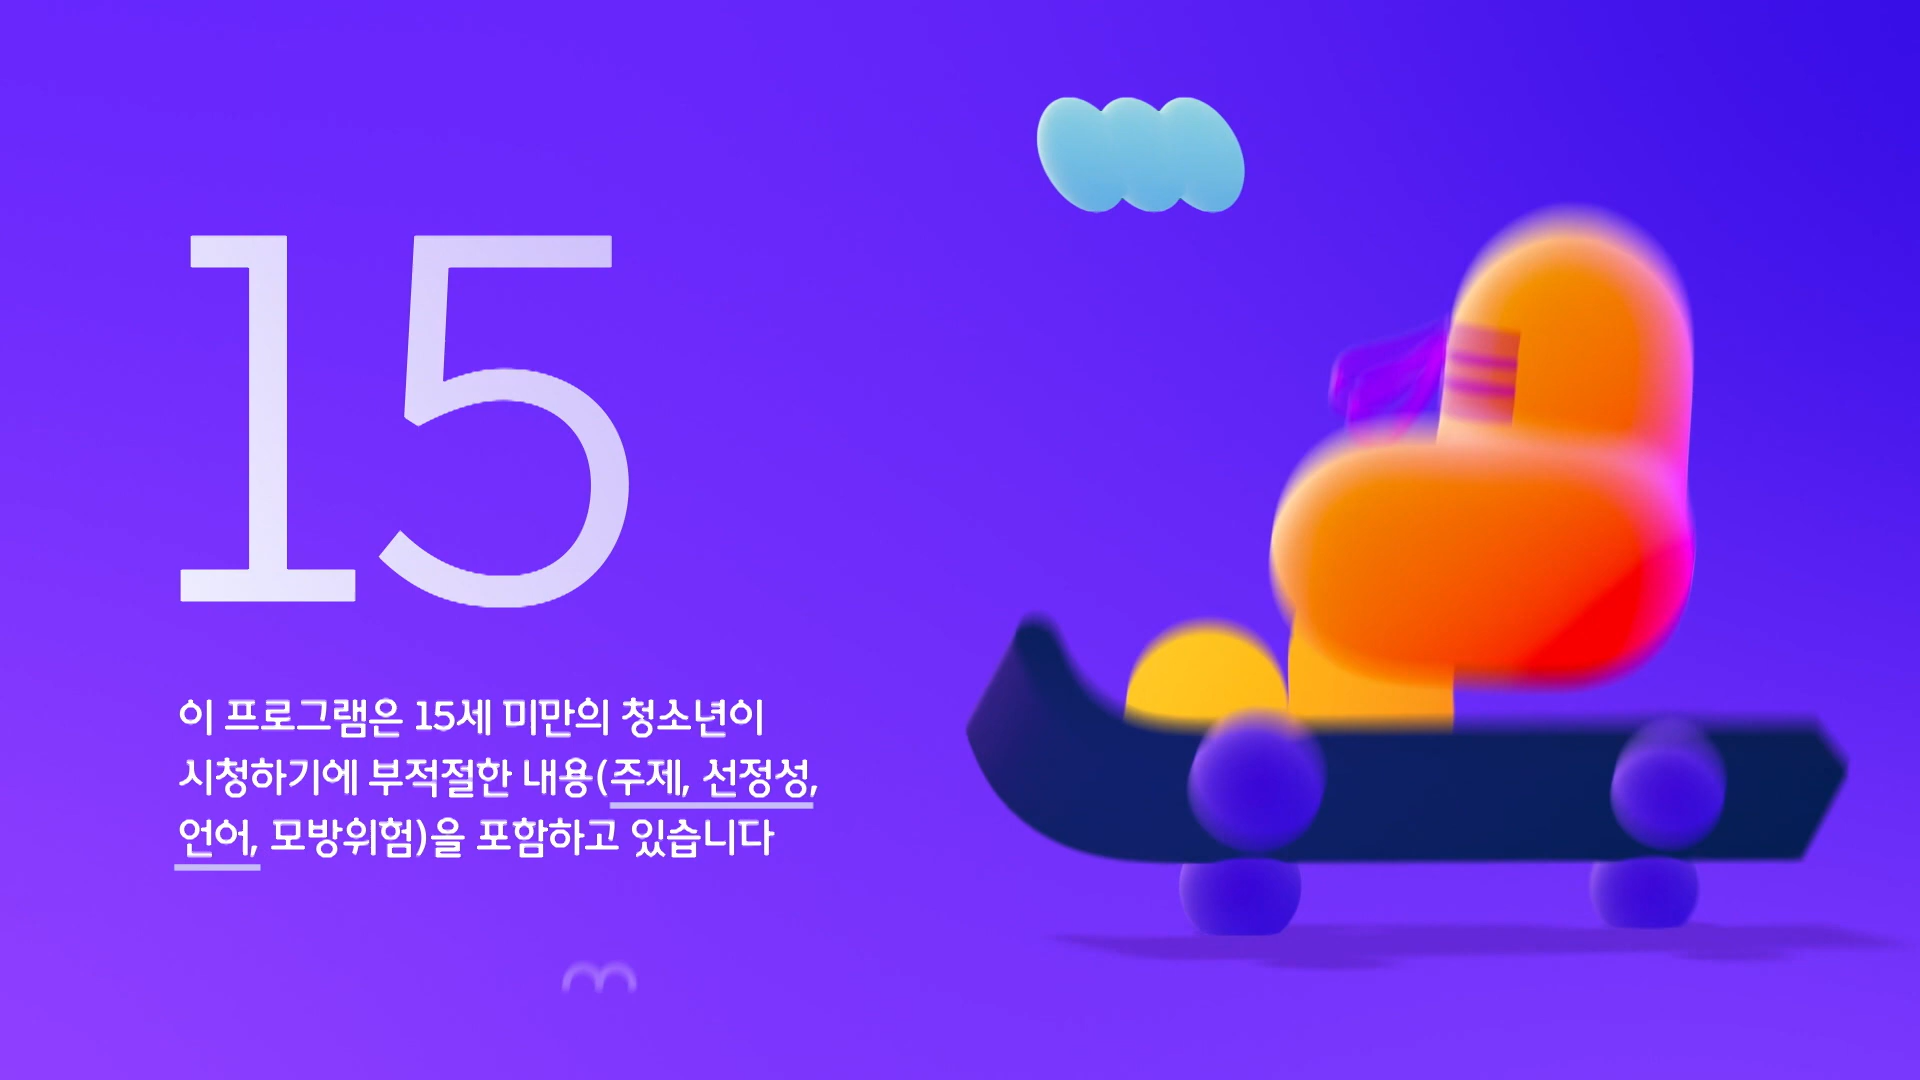 15
이 프로그램은 15세 미만의 청소년이
시청하기에 부적절한 내용(주제, 선정성,
언어, 모방위험)을 포함하고 있습니다